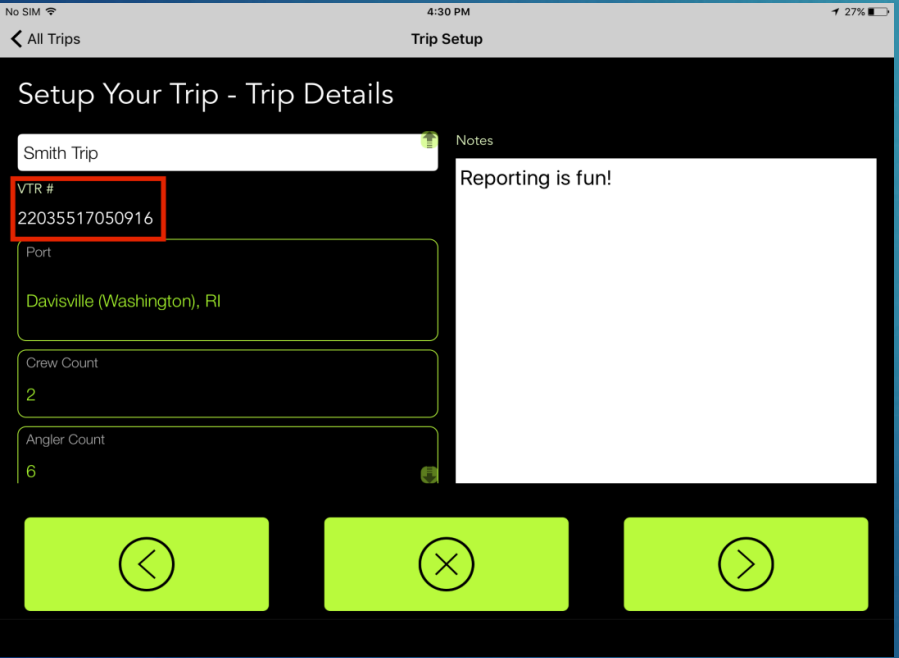 No SIM 4:30 PM 27%
All Trips Trip Setup
Setup Your Trip - Trip Details
Smith Trip
VTR #
22035517050916
Port
Davisville (Washington), RI
Crew Count
2
Angler Count
6
Notes
Reporting is fun!